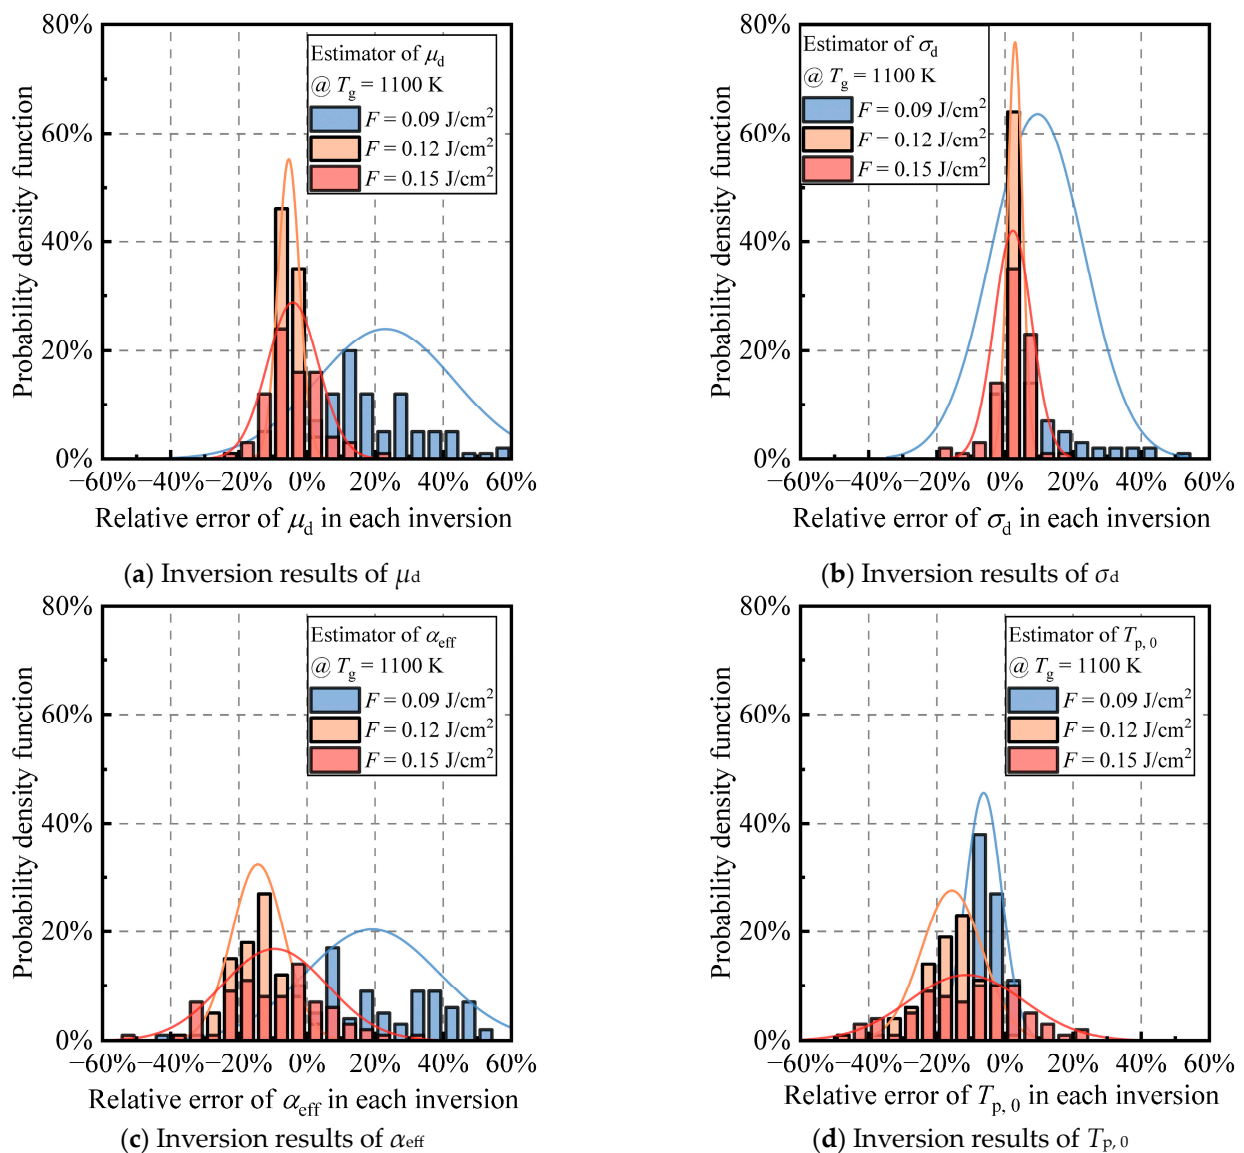 80%
60%
40%
20%
0%
Probability density function
Estimator of μd
@ Tg = 1100 K
F = 0.09 J/cm2
F = 0.12 J/cm2
F = 0.15 J/cm2
−60%−40% −20% 0% 20% 40% 60%
Relative error of μd in each inversion
(a) Inversion results of μd
80%
60%
40%
20%
0%
Probability density function
Estimator of σd
@ Tg = 1100 K
F = 0.09 J/cm2
F = 0.12 J/cm2
F = 0.15 J/cm2
−60%−40% −20% 0% 20% 40% 60%
Relative error of σd in each inversion
(b) Inversion results of σd
80%
60%
40%
20%
0%
Probability density function
Estimator of αeff
@ Tg = 1100 K
F = 0.09 J/cm2
F = 0.12 J/cm2
F = 0.15 J/cm2
−60%−40% −20% 0% 20% 40% 60%
Relative error of αeff in each inversion
(c) Inversion results of αeff
80%
60%
40%
20%
0%
Probability density function
Estimator of Tp, 0
@ Tg = 1100 K
F = 0.09 J/cm2
F = 0.12 J/cm2
F = 0.15 J/cm2
−60%−40% −20% 0% 20% 40% 60%
Relative error of Tp, 0 in each inversion
(d) Inversion results of Tp, 0